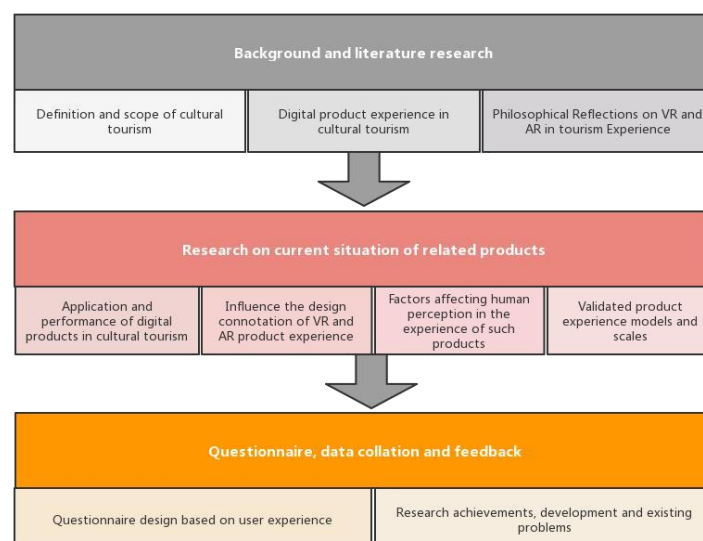 Background and literature research
Definition and scope of cultural
tourism
Digital product experience in
cultural tourism
Philosophical Reflections on VR and
AR in tourism Experience
Research on current situation of related products
Application and
performance of digital
products in cultural tourism
Influence the design
connotation of VR and
AR product experience
Factors affecting human
perception in the
experience of such
products
Validated product
experience models and
scales
Questionnaire, data collation and feedback
Questionnaire design based on user experience
Research achievements, development and existing
problems